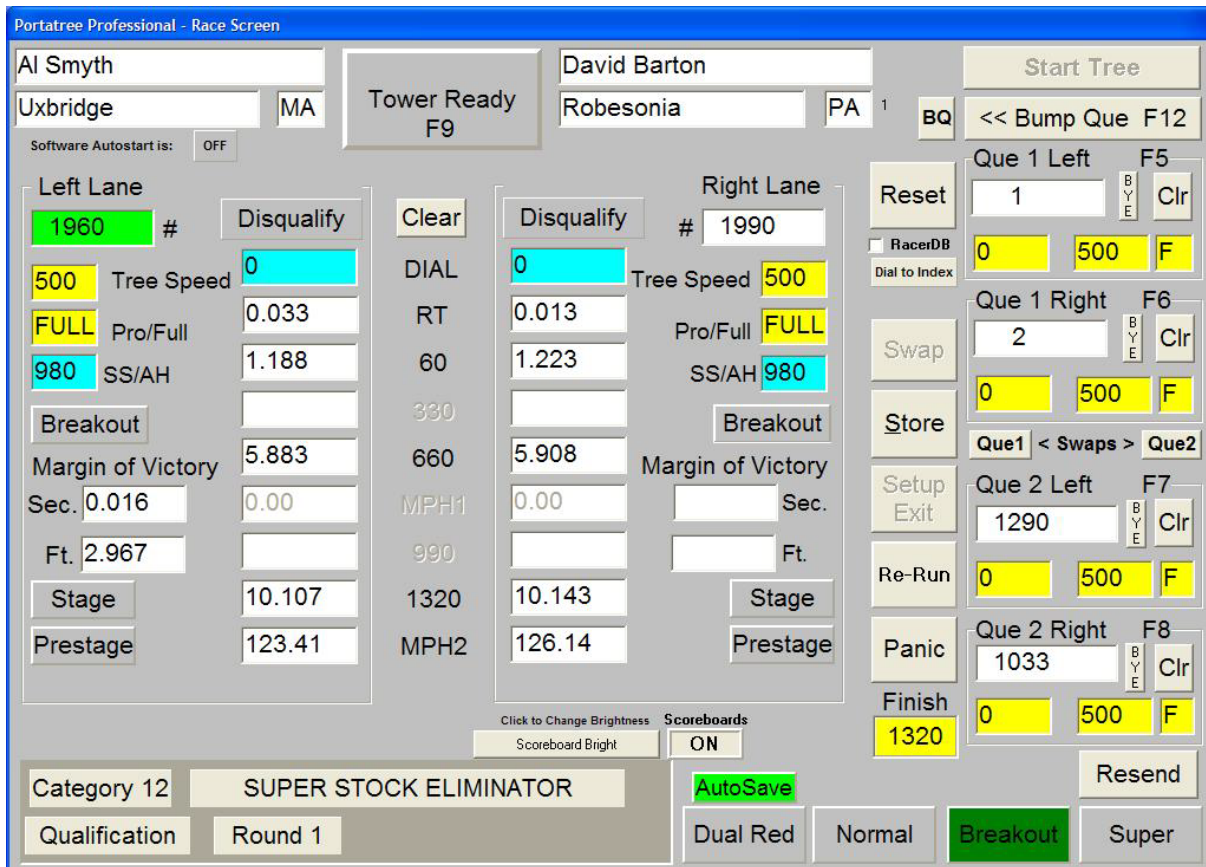 Portatree Professional - Race Screen
Al Smyth
Uxbridge MA
Software Autostart is: OFF
Tower Ready
F9
David Barton
Robesonia PA 1
BQ
Start Tree
<< Bump Que F12
Left Lane
1960 #
Disqualify
500 Tree Speed 0
FULL Pro/Full 0.033
980 SS/AH 1.188
Breakout
5.883
Margin of Victory
Sec. 0.016 0.00
Ft. 2.967
Stage 10.107
Prestage 123.41
Clear
DIAL
RT
60
330
660
MPH1
990
1320
MPH2
Right Lane
Disqualify # 1990
0 Tree Speed 500
0.013 Pro/Full FULL
1.223 SS/AH 980
Breakout
5.908 Margin of Victory
0.00 Sec.
Ft.
10.143 Stage
126.14 Prestage
Reset
RacerDB
Dial to Index
Swap
Store
Setup
Exit
Re-Run
Panic
Finish
1320
Que 1 Left F5
1 BYE Clr
0 500 F
Que 1 Right F6
2 BYE Clr
0 500 F
Que1 < Swaps > Que2
Que 2 Left F7
1290 BYE Clr
0 500 F
Que 2 Right F8
1033 BYE Clr
0 500 F
Click to Change Brightness Scoreboards
Scoreboard Bright ON
Category 12 SUPER STOCK ELIMINATOR
Qualification Round 1
AutoSave
Resend
Dual Red Normal Breakout Super